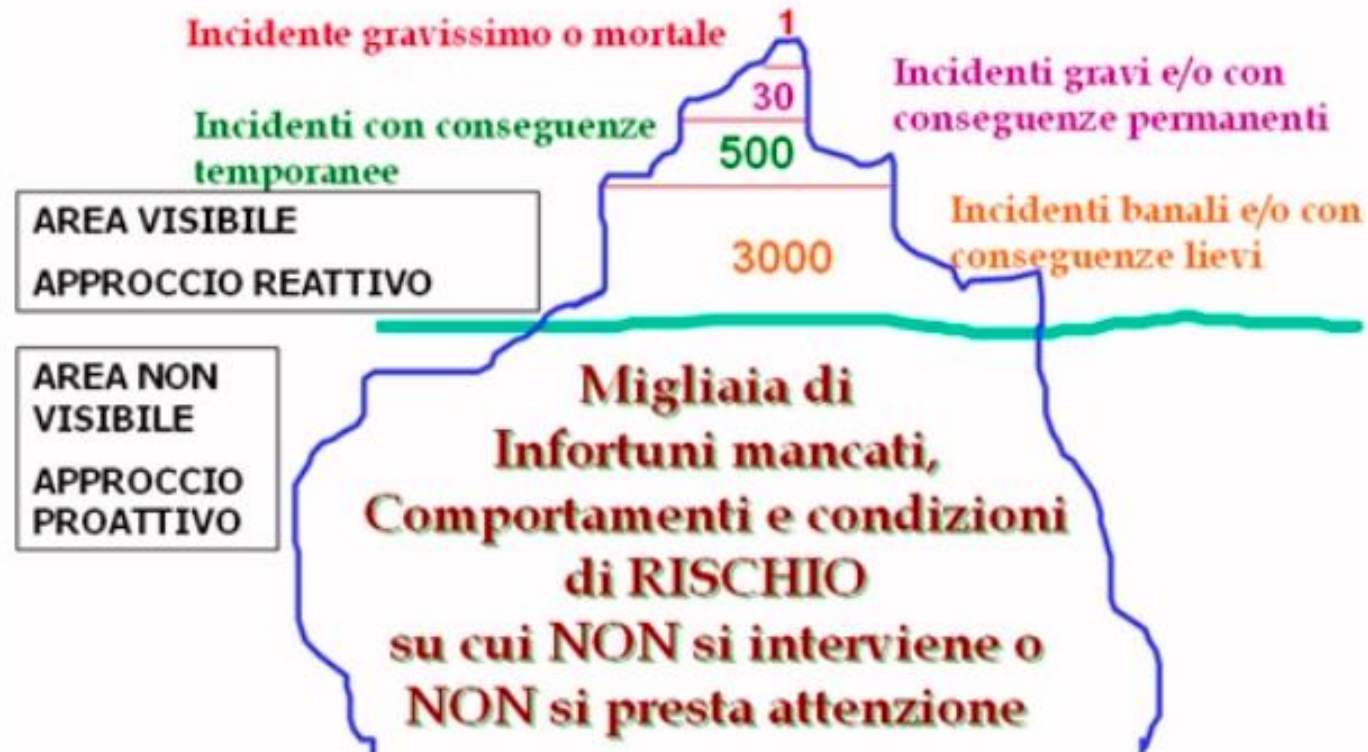 1
Incidente gravissimo o mortale
30
Incidenti gravi e/o con
conseguenze permanenti
Incidenti con conseguenze
temporanee
500
AREA VISIBILE
APPROCCIO REATTIVO
3000
Incidenti banali e/o con
conseguenze lievi
AREA NON
VISIBILE
APPROCCIO
PROATTIVO
Migliaia di
Infortuni mancati,
Comportamenti e condizioni
di RISCHIO
su cui NON si interviene o
NON si presta attenzione